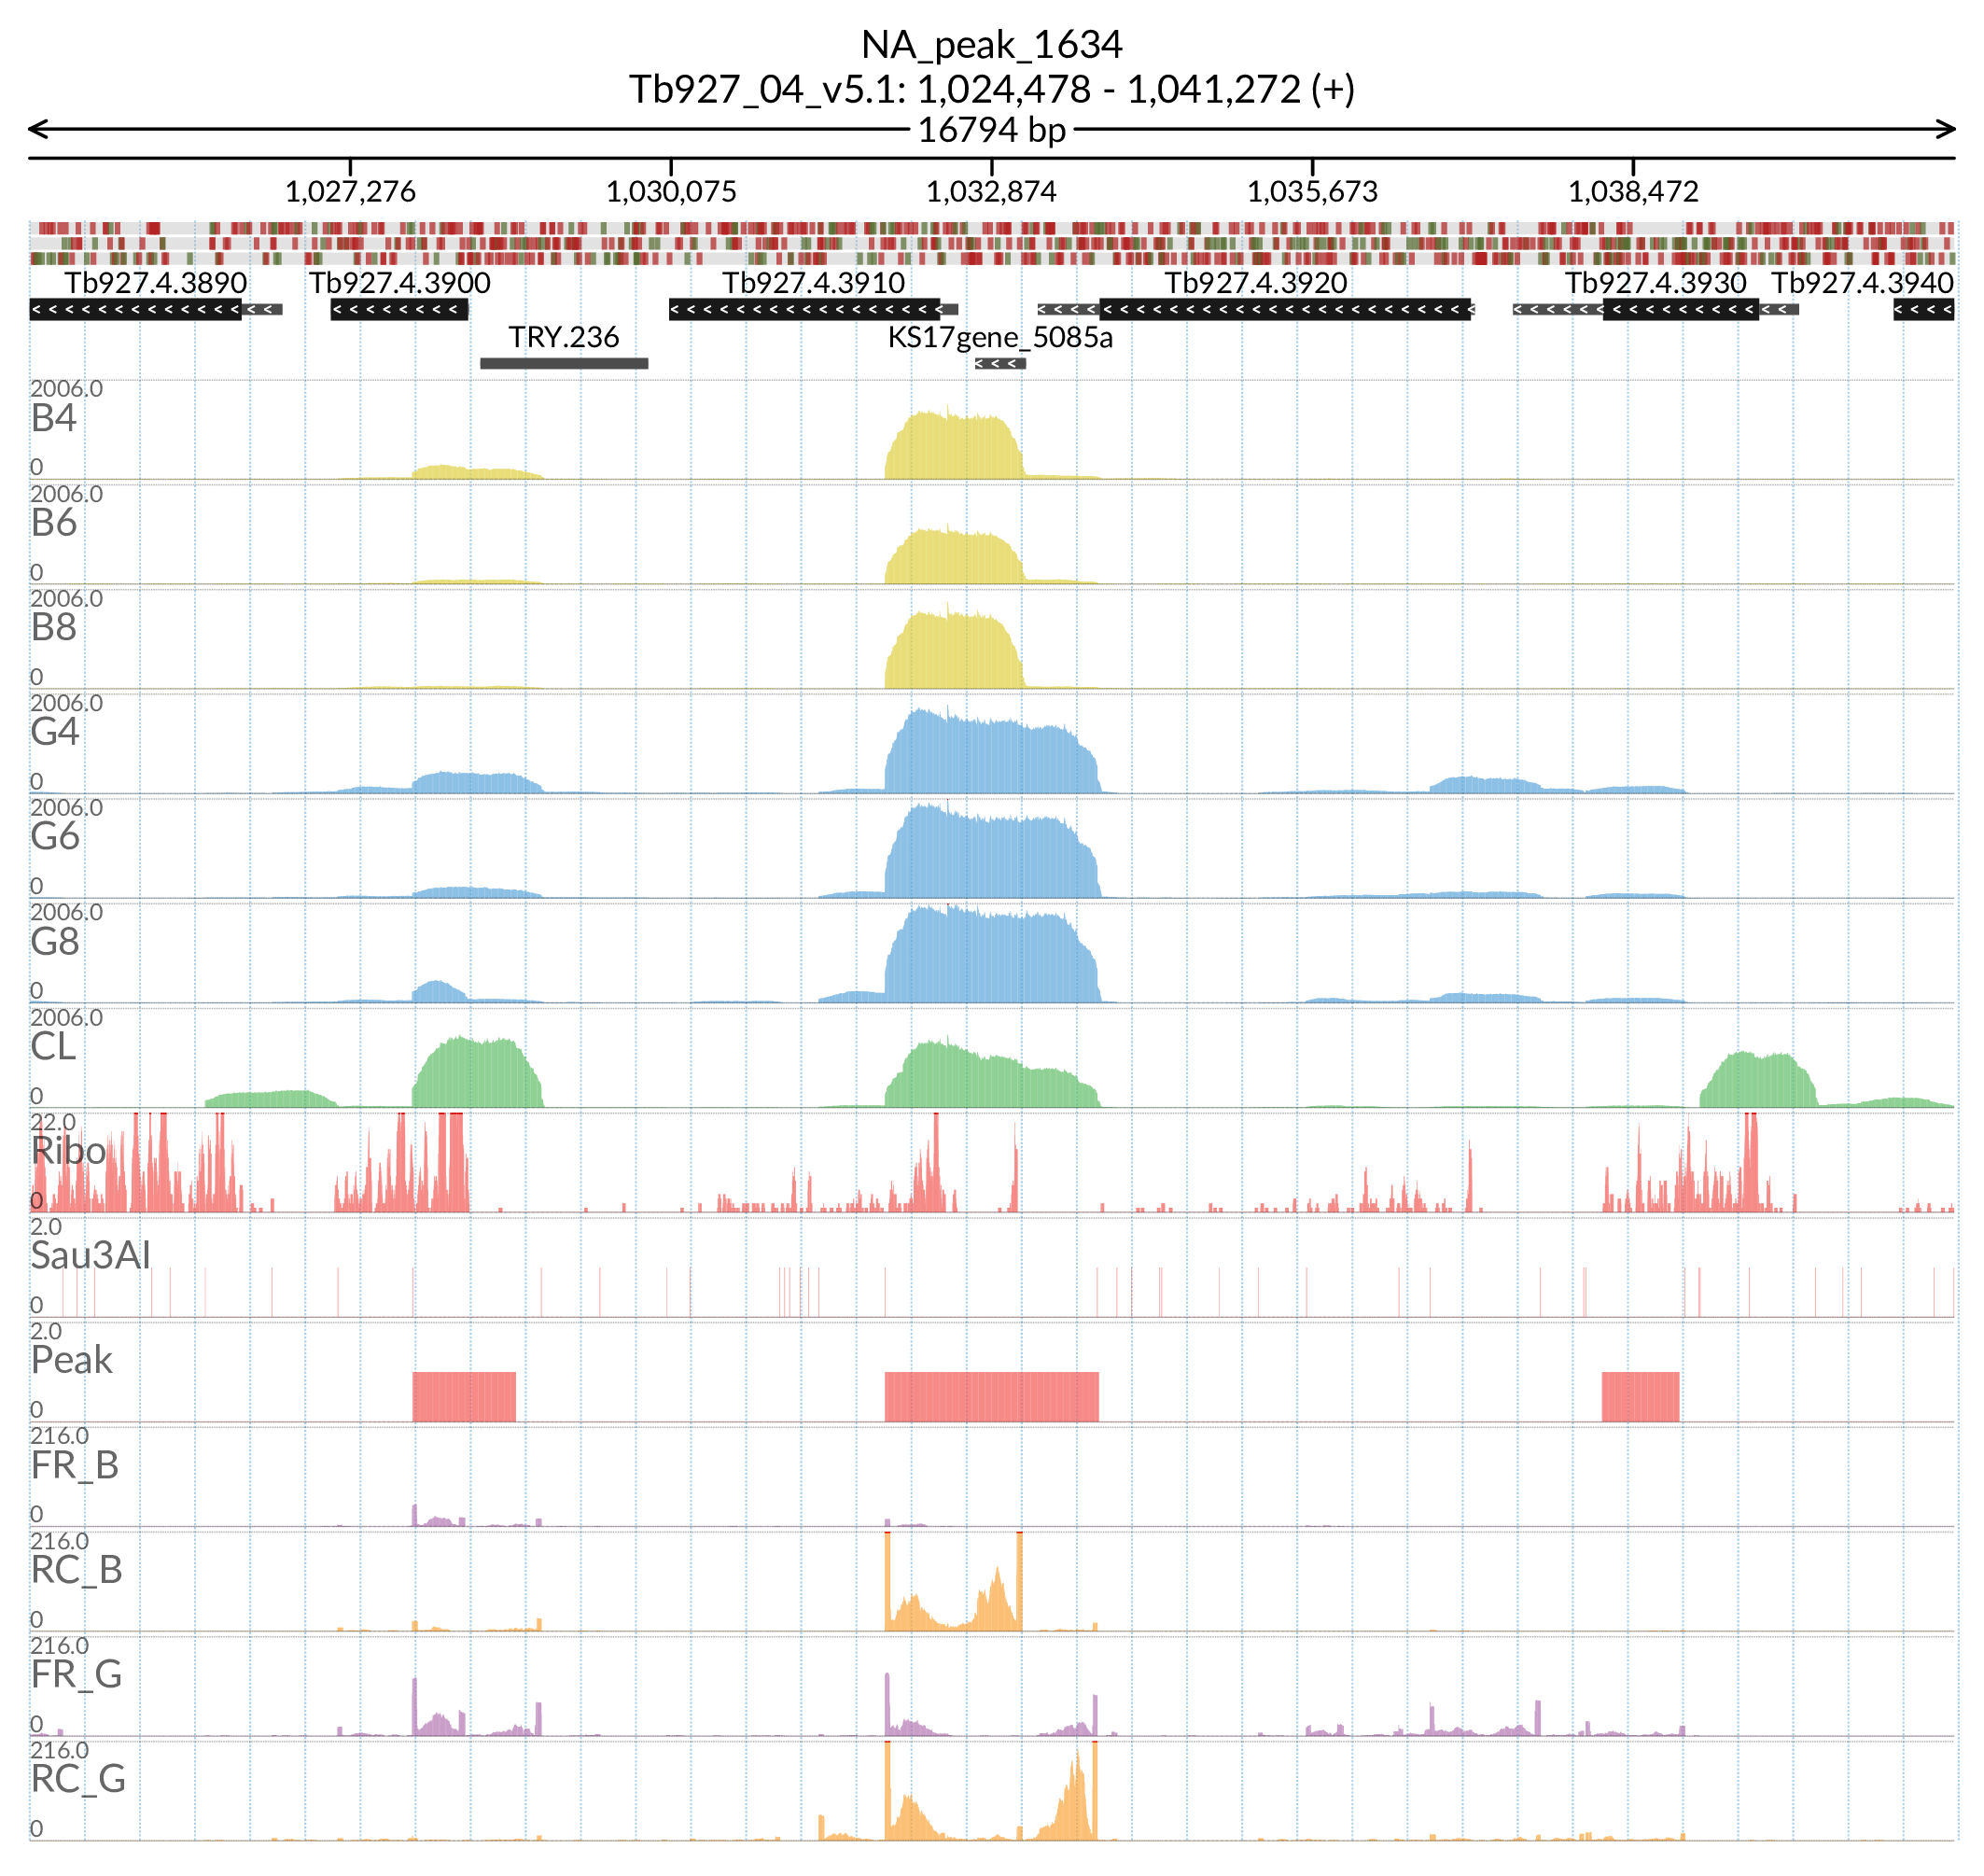 NA_peak_1634
Tb927_04_v5.1: 1,024,478 - 1,041,272 (+)
16794 bp
1,027,276 1,030,075 1,032,874 1,035,673 1,038,472
Tb927.4.3890 Tb927.4.3900 Tb927.4.3910 Tb927.4.3920 Tb927.4.3930 Tb927.4.3940
TRY.236 KS17gene_5085a
2006.0
B4
0
2006.0
B6
0
2006.0
B8
0
2006.0
G4
0
2006.0
G6
0
2006.0
G8
0
2006.0
CL
0
22.0
Ribo
0
2.0
Sau3AI
0
2.0
Peak
0
216.0
FR_B
0
216.0
RC_B
0
216.0
FR_G
0
216.0
RC_G
0